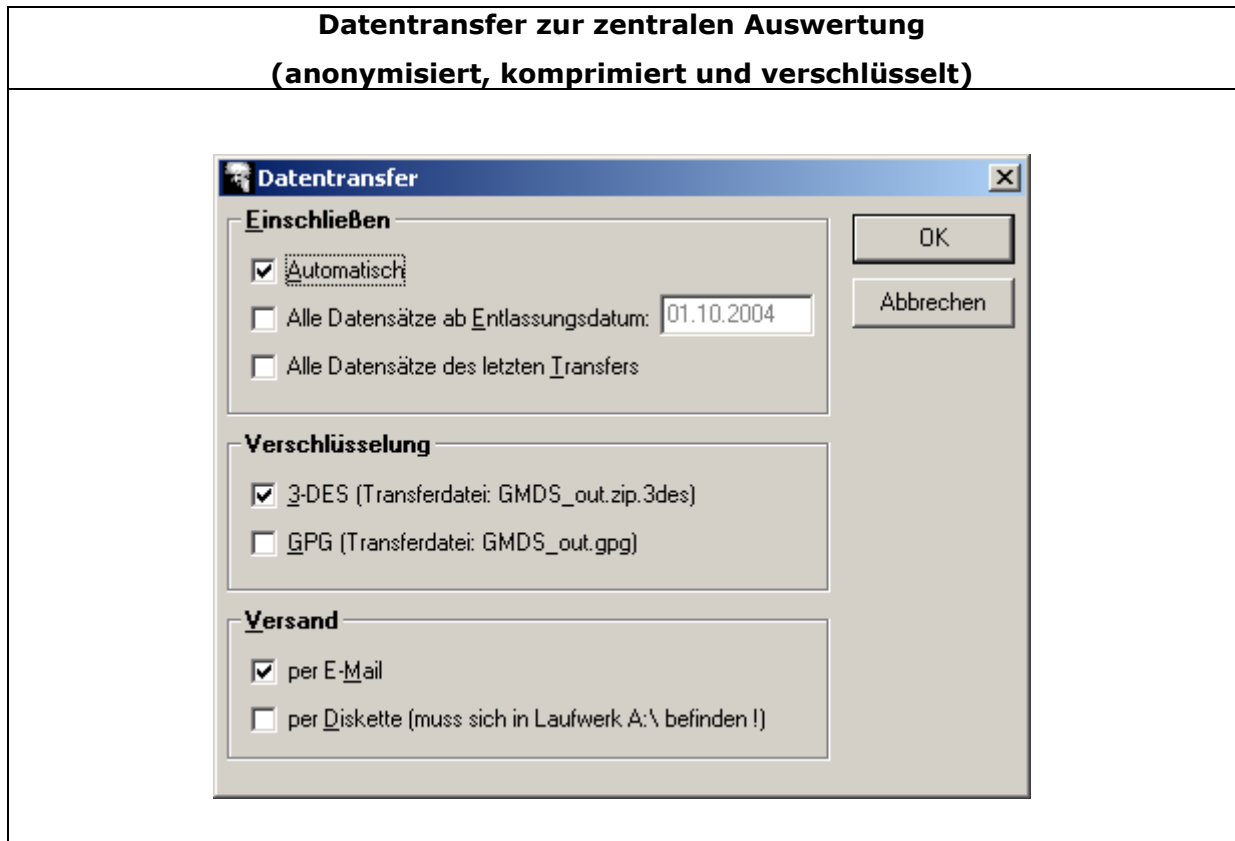 Datentransfer zur zentralen Auswertung
(anonymisiert, komprimiert und verschlüsselt)
Datentransfer
Einschließen
Automatisch
Alle Datensätze ab Entlassungsdatum: 01.10.2004
Alle Datensätze des letzten Transfers
OK
Abbrechen
Verschlüsselung
3-DES (Transferdatei: GMDS_out.zip.3des)
GPG (Transferdatei: GMDS_out.gpg)
Versand
per E-Mail
per Diskette (muss sich in Laufwerk A:\ befinden !)